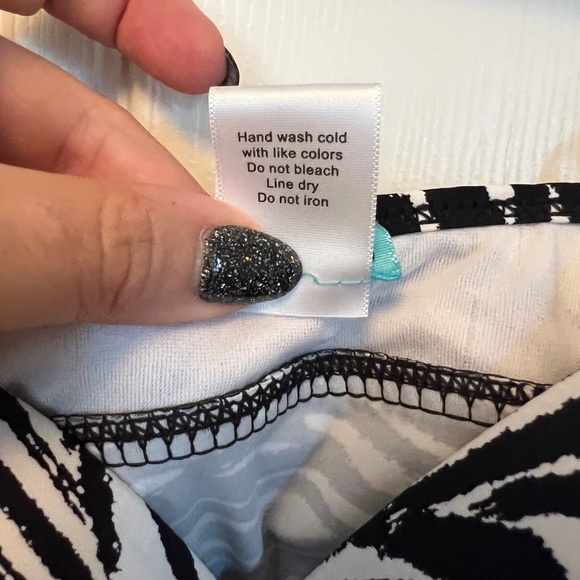 Hand wash cold
with like colors
Do not bleach
Line dry
Do not iron